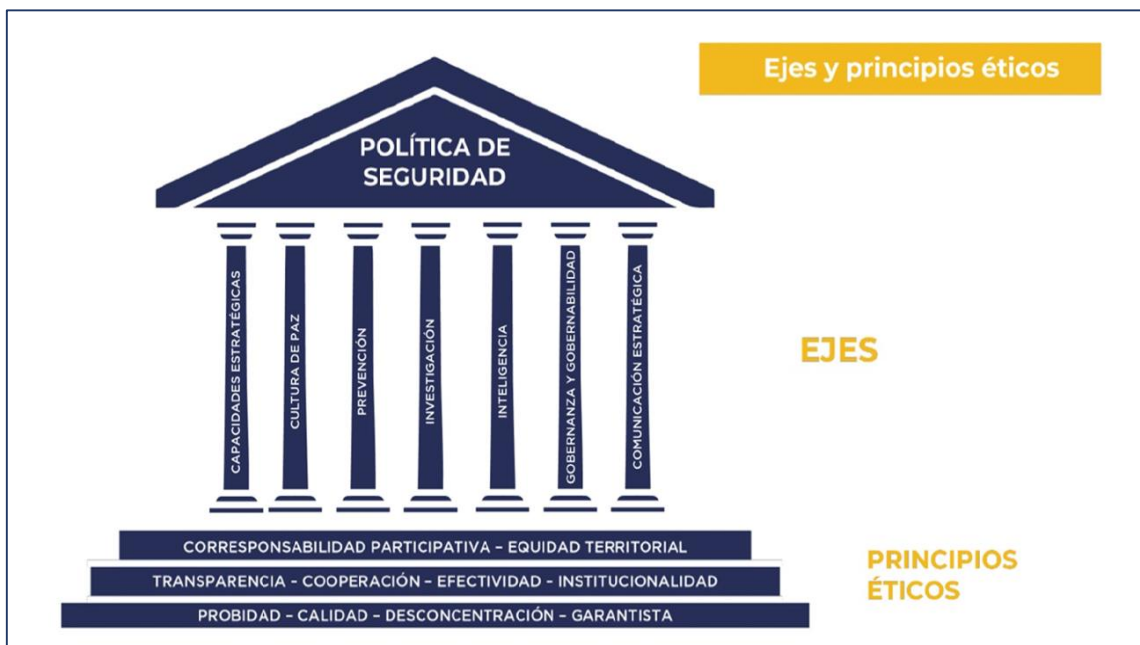 Ejes y principios éticos
POLÍTICA DE
SEGURIDAD
CAPACIDADES ESTRATÉGICAS
CULTURA DE PAZ
PREVENCIÓN
INVESTIGACIÓN
INTELIGENCIA
GOBERNANZA Y GOBERNABILIDAD
COMUNICACIÓN ESTRATÉGICA
EJES
CORRESPONSABILIDAD PARTICIPATIVA – EQUIDAD TERRITORIAL
TRANSPARENCIA - COOPERACIÓN – EFECTIVIDAD - INSTITUCIONALIDAD
PROBIDAD – CALIDAD – DESCONCENTRACIÓN – GARANTISTA
PRINCIPIOS
ÉTICOS